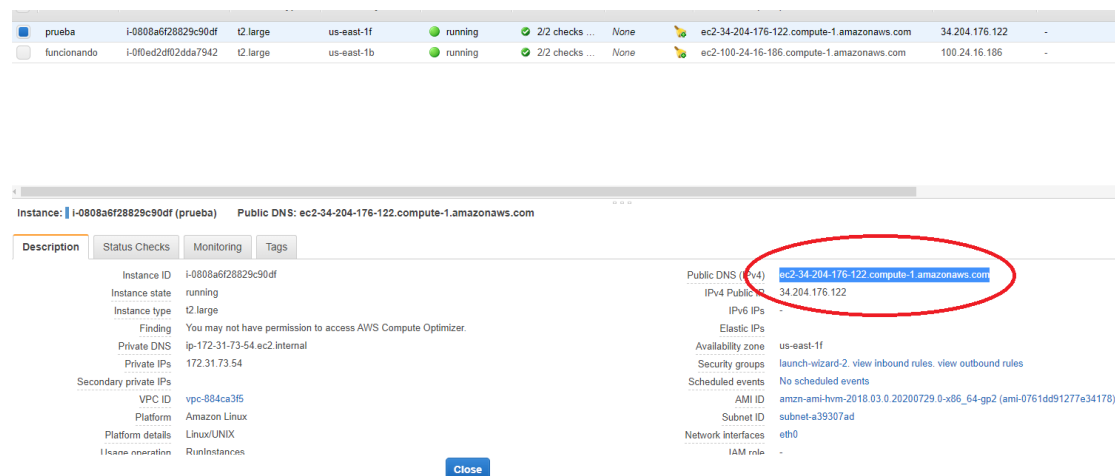 prueba i-0808a6f28829c90df t2.large us-east-1f running 2/2 checks ... None ec2-34-204-176-122.compute-1.amazonaws.com 34.204.176.122 -
funcionando i-0f0ed2df02dda7942 t2.large us-east-1b running 2/2 checks ... None ec2-100-24-16-186.compute-1.amazonaws.com 100.24.16.186 -
Instance: i-0808a6f28829c90df (prueba) Public DNS: ec2-34-204-176-122.compute-1.amazonaws.com
Description Status Checks Monitoring Tags
Instance ID i-0808a6f28829c90df Public DNS (IPv4) ec2-34-204-176-122.compute-1.amazonaws.com
Instance state running IPv4 Public IP 34.204.176.122
Instance type t2.large IPv6 IPs -
Finding You may not have permission to access AWS Compute Optimizer. Elastic IPs
Private DNS ip-172-31-73-54.ec2.internal Availability zone us-east-1f
Private IPs 172.31.73.54 Security groups launch-wizard-2. view inbound rules. view outbound rules
Secondary private IPs Scheduled events No scheduled events
VPC ID vpc-884ca3f5 AMI ID amzn-ami-hvm-2018.03.0.20200729.0-x86_64-gp2 (ami-0761dd91277e34178)
Platform Amazon Linux Subnet ID subnet-a39307ad
Platform details Linux/UNIX Network interfaces eth0
Usage operation RunInstances IAM role -
Close